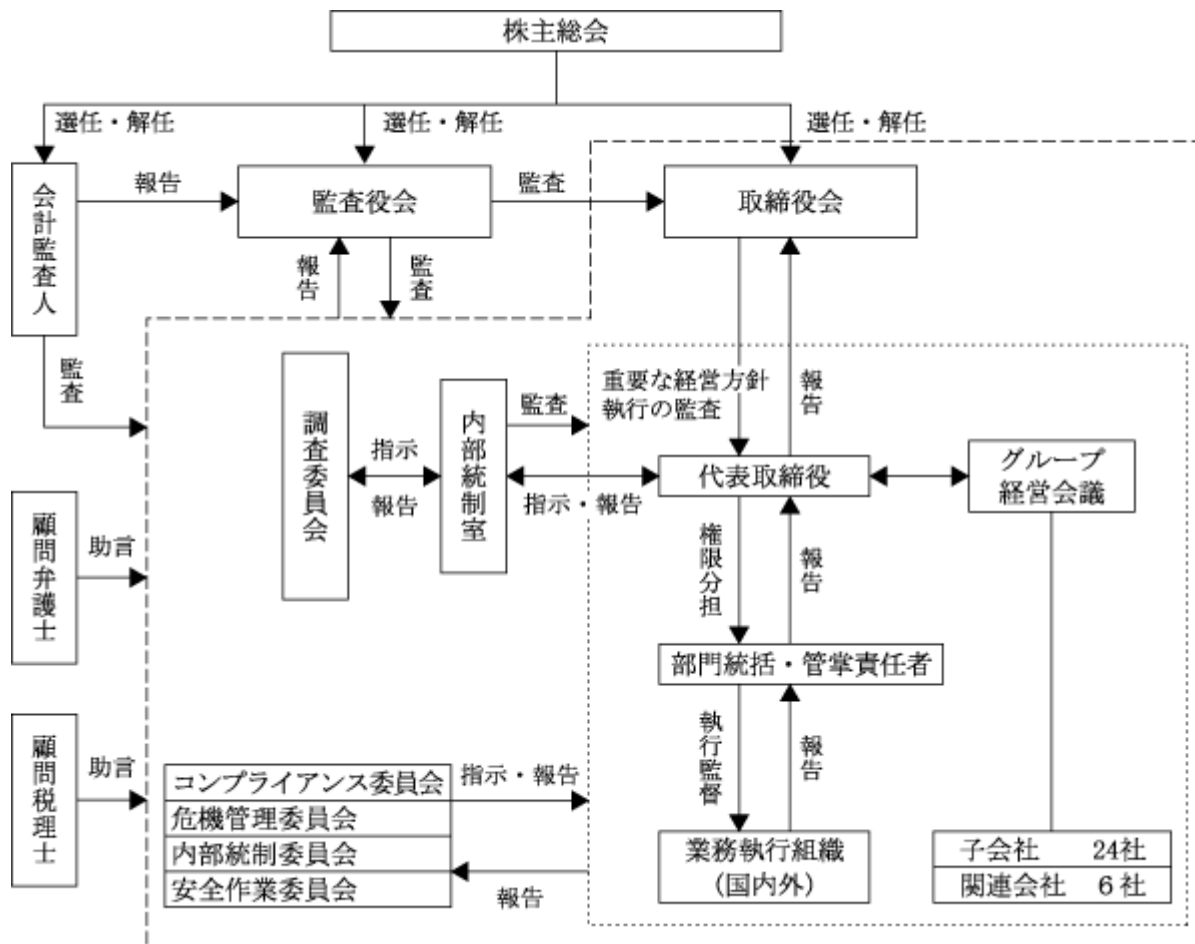 株主総会
選任・解任
選任・解任
選任・解任
会計監査人
報告
監査役会
監査
取締役会
報告
監査
監査
調査委員会
指示
報告
内部統制室
監査
指示・報告
重要な経営方針
執行の監査
報告
代表取締役
グループ
経営会議
顧問弁護士
助言
権限分担
報告
部門統括・管掌責任者
顧問税理士
助言
コンプライアンス委員会
危機管理委員会
内部統制委員会
安全作業委員会
指示・報告
報告
執行監督
報告
業務執行組織
(国内外)
子会社 24社
関連会社 6社